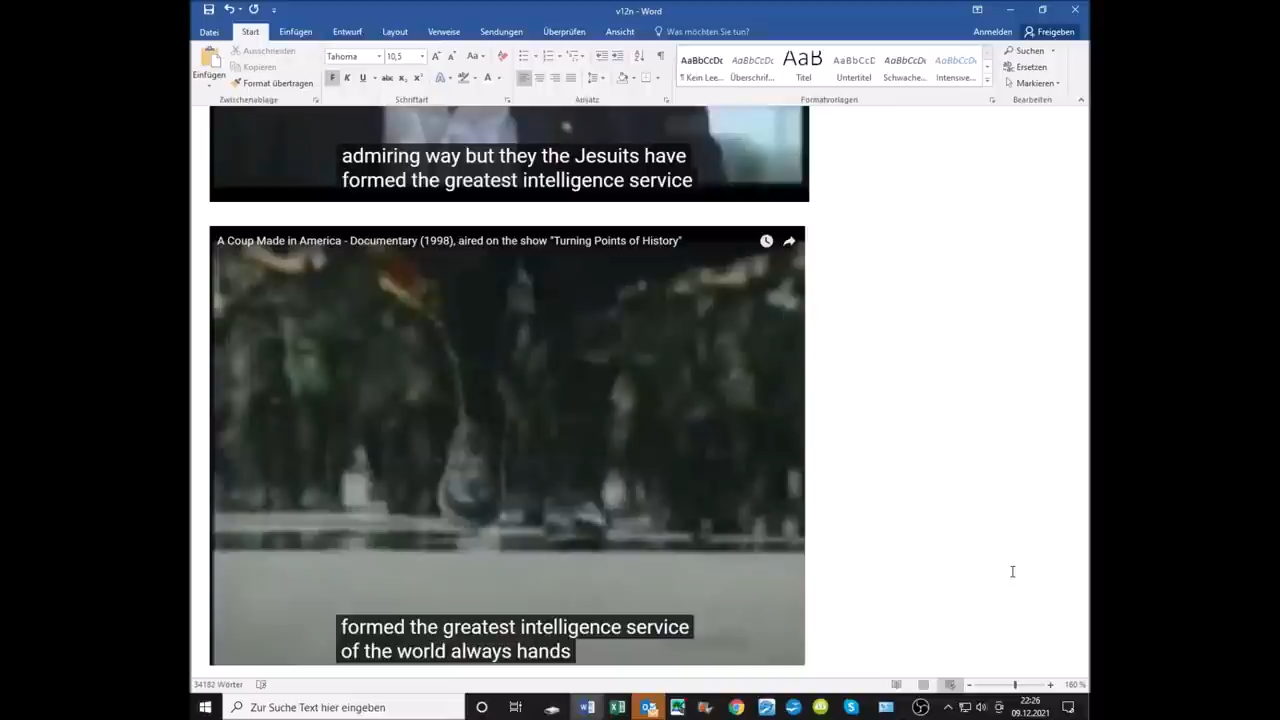 v12n - Word
Datei Start Einfügen Entwurf Layout Verweise Sendungen Überprüfen Ansicht Was möchten Sie tun? Anmelden Freigeben
Einfügen
Ausschneiden
Kopieren
Format übertragen
Zwischenablage
Tahoma 10,5
F K U abc x₂ x²
Schriftart
Absatz
AaBbCcDc AaBbCcDc AaB AaBbCcD AaBbCcDc AaBbCcDc
¶ Kein Lee... Überschrif... Titel Untertitel Schwache... Intensive...
Formatvorlagen
Suchen
Ersetzen
Markieren
Bearbeiten
admiring way but they the Jesuits have
formed the greatest intelligence service
A Coup Made in America - Documentary (1998), aired on the show "Turning Points of History"
formed the greatest intelligence service
of the world always hands
34182 Wörter
160 %
Zur Suche Text hier eingeben
22:26
09.12.2021